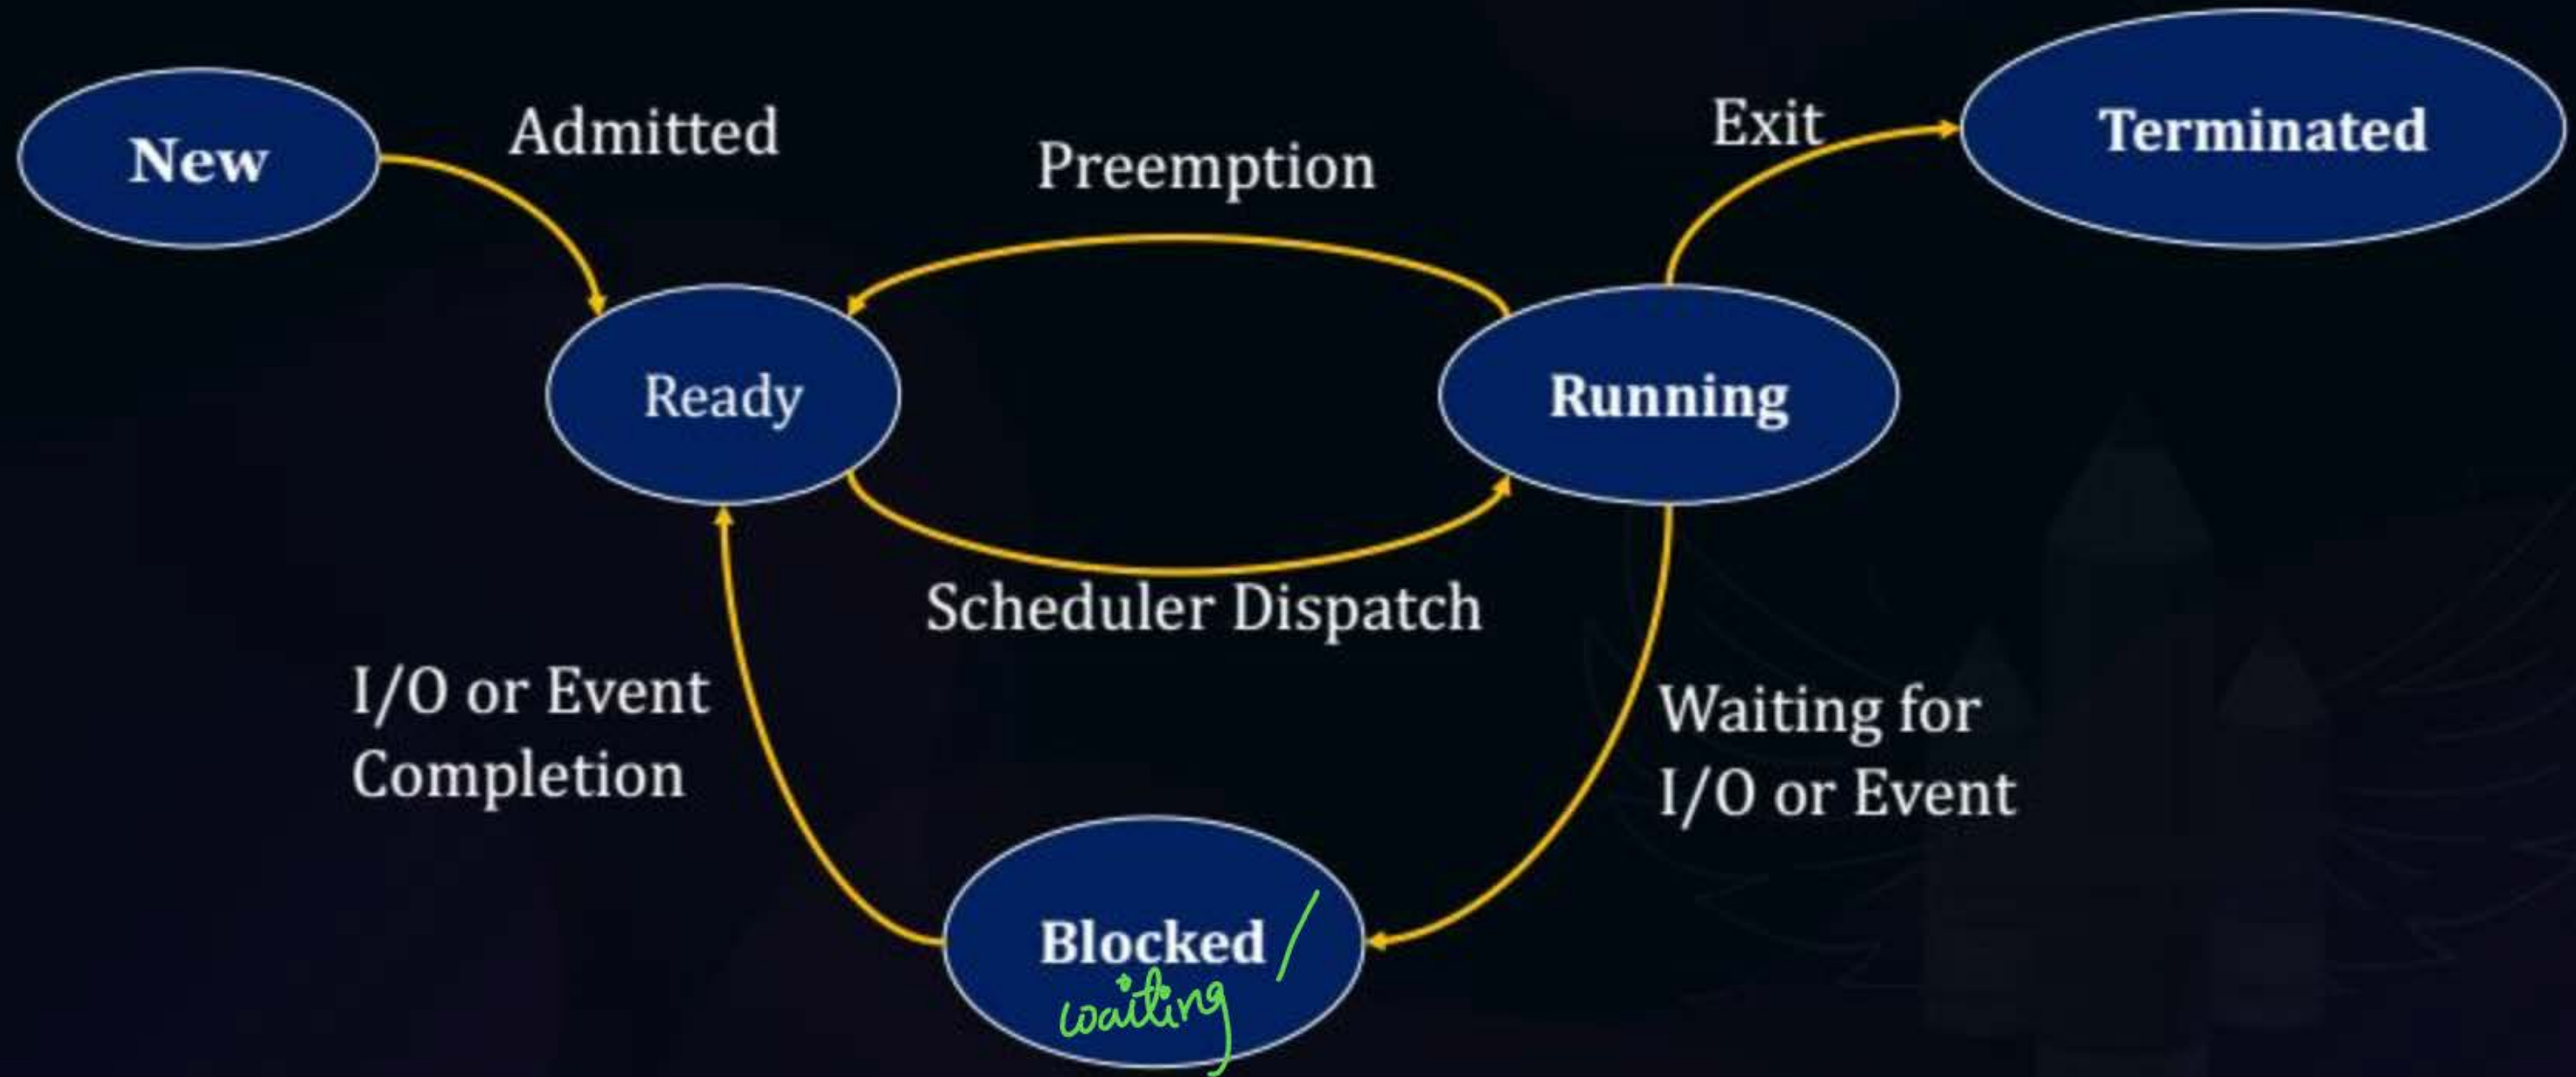 New
Admitted
Preemption
Exit
Terminated
Ready
Running
Scheduler Dispatch
I/O or Event
Completion
Waiting for
I/O or Event
Blocked /
waiting